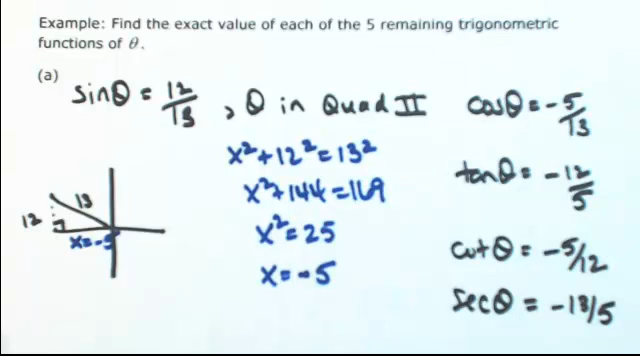 Example: Find the exact value of each of the 5 remaining trigonometric
functions of θ.
(a)
sinθ = 12/13, θ in Quad II
x²+12²=13²
x²+144=169
x²=25
x=-5
12
13
x=-5
cosθ=-5/13
tanθ=-12/5
cotθ=-5/12
secθ=-13/5